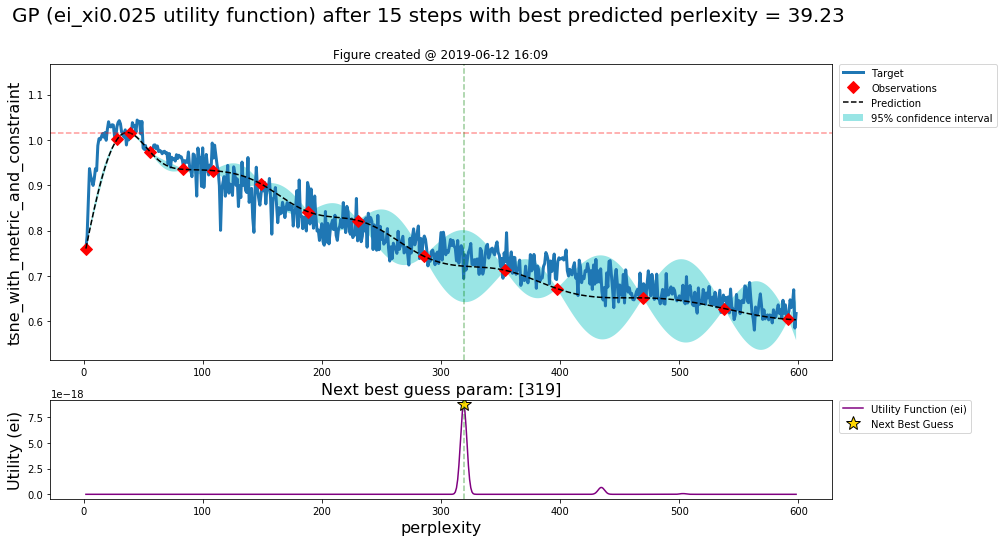 GP (ei_xi0.025 utility function) after 15 steps with best predicted perlexity = 39.23
Figure created @ 2019-06-12 16:09
tsne_with_metric_and_constraint
1.1
1.0
0.9
0.8
0.7
0.6
0 100 200 300 400 500 600
Target
Observations
Prediction
95% confidence interval
Next best guess param: [319]
1e−18
Utility (ei)
7.5
5.0
2.5
0.0
0 100 200 300 400 500 600
perplexity
Utility Function (ei)
Next Best Guess